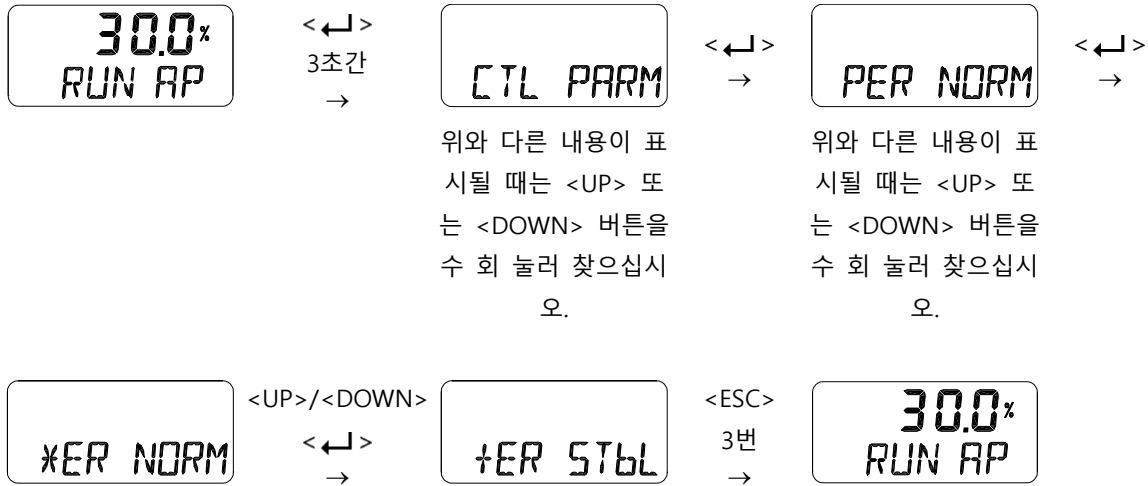 30.0%
RUN AP
< ↵ >
3초간
→
CTL PARM
위와 다른 내용이 표
시될 때는 <UP> 또
는 <DOWN> 버튼을
수 회 눌러 찾으십시
오.
< ↵ >
→
PER NORM
위와 다른 내용이 표
시될 때는 <UP> 또
는 <DOWN> 버튼을
수 회 눌러 찾으십시
오.
< ↵ >
→
*ER NORM
<UP>/<DOWN>
< ↵ >
→
+ER STbL
<ESC>
3번
→
30.0%
RUN AP